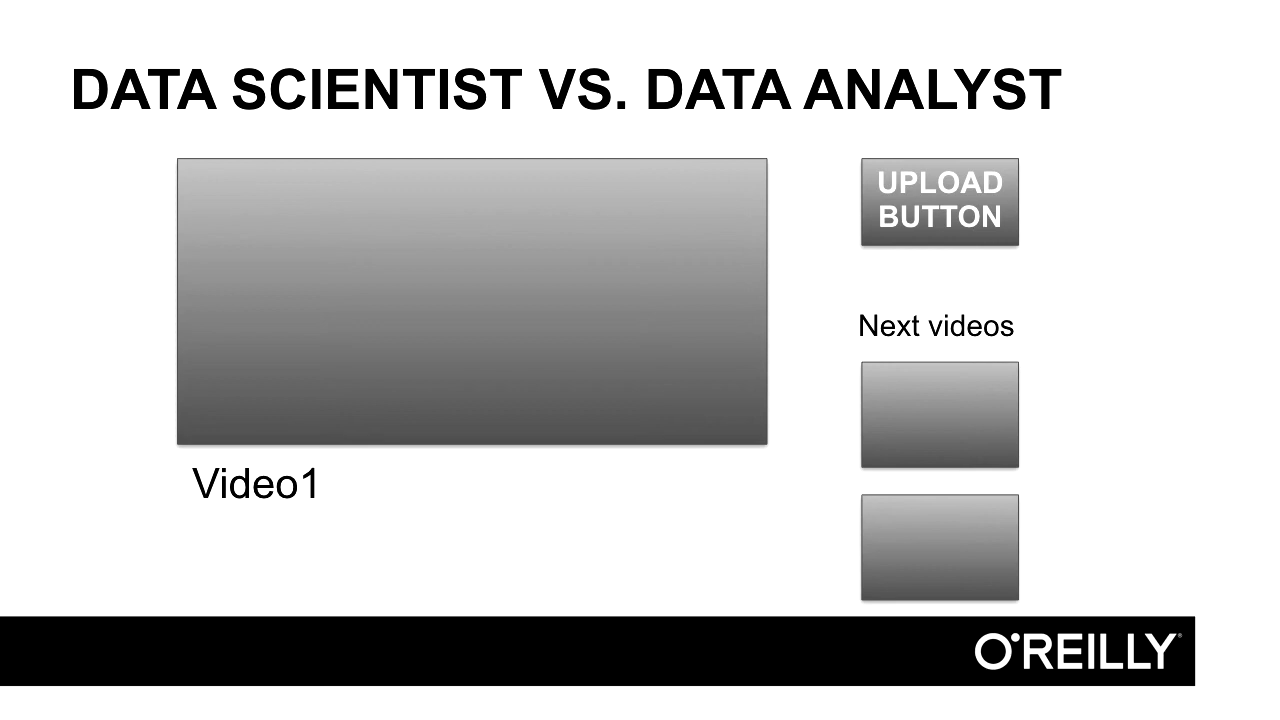 DATA SCIENTIST VS. DATA ANALYST
UPLOAD
BUTTON
Next videos
Video1
O'REILLY®